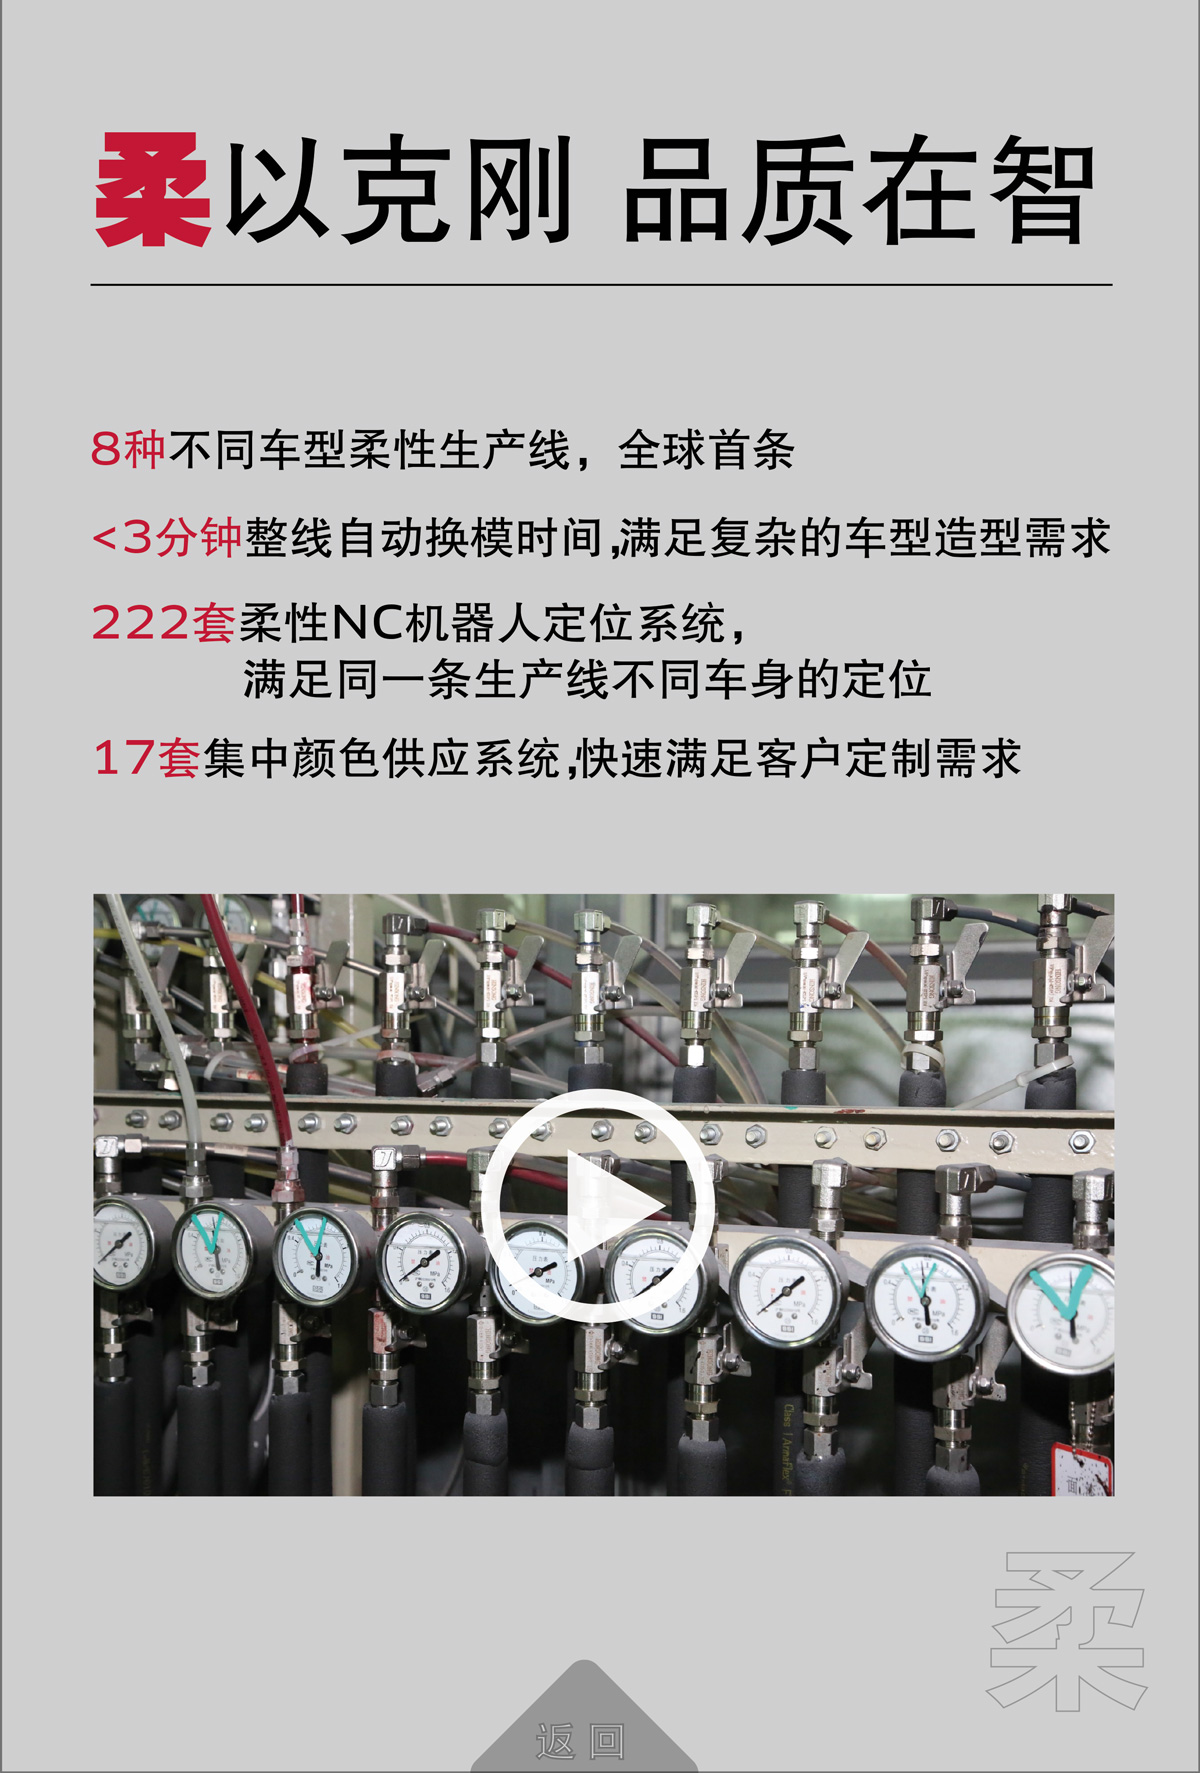 柔以克刚 品质在智
8种不同车型柔性生产线，全球首条
<3分钟整线自动换模时间,满足复杂的车型造型需求
222套柔性NC机器人定位系统，
满足同一条生产线不同车身的定位
17套集中颜色供应系统,快速满足客户定制需求
柔
返回